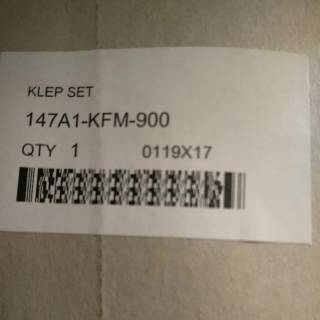 KLEP SET
147A1-KFM-900
QTY 1 0119X17